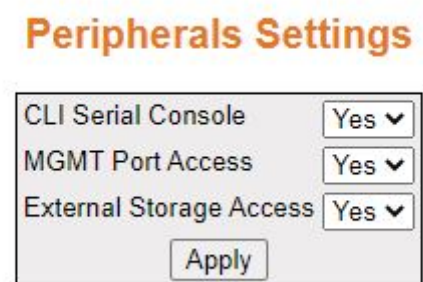 Peripherals Settings
CLI Serial Console Yes
MGMT Port Access Yes
External Storage Access Yes
Apply